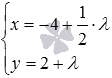 x = -4 + 1/2 · λ
y = 2 + λ